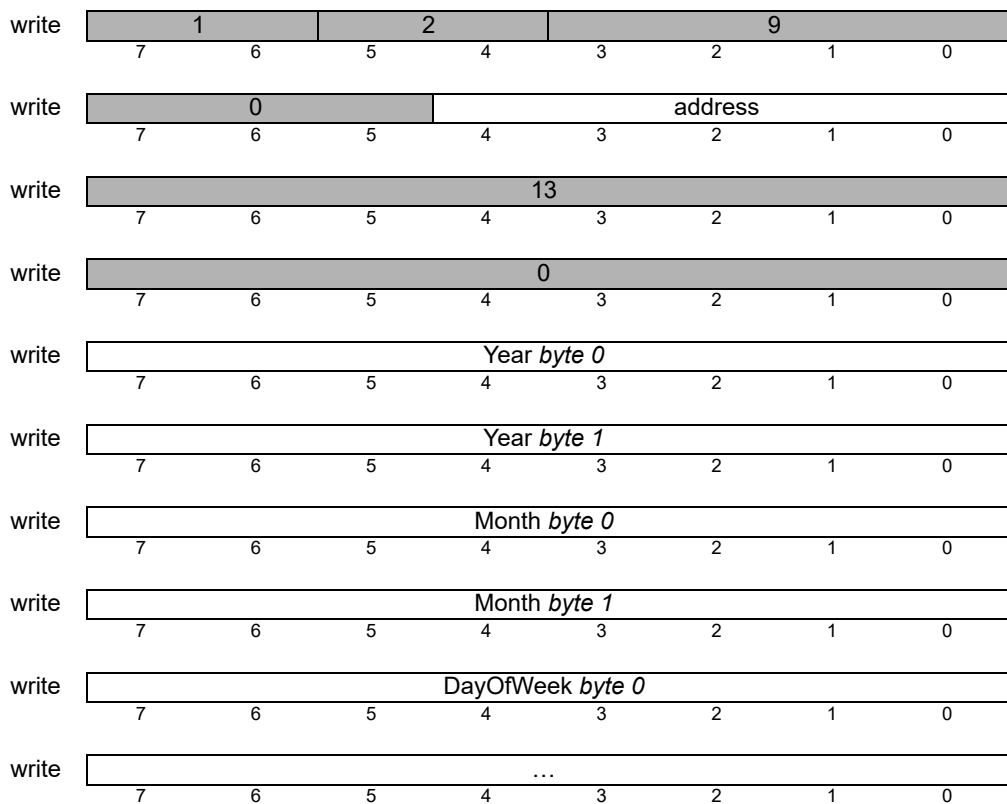 write 1 2 9
7 6 5 4 3 2 1 0
write 0 address
7 6 5 4 3 2 1 0
write 13
7 6 5 4 3 2 1 0
write 0
7 6 5 4 3 2 1 0
write Year byte 0
7 6 5 4 3 2 1 0
write Year byte 1
7 6 5 4 3 2 1 0
write Month byte 0
7 6 5 4 3 2 1 0
write Month byte 1
7 6 5 4 3 2 1 0
write DayOfWeek byte 0
7 6 5 4 3 2 1 0
write …
7 6 5 4 3 2 1 0